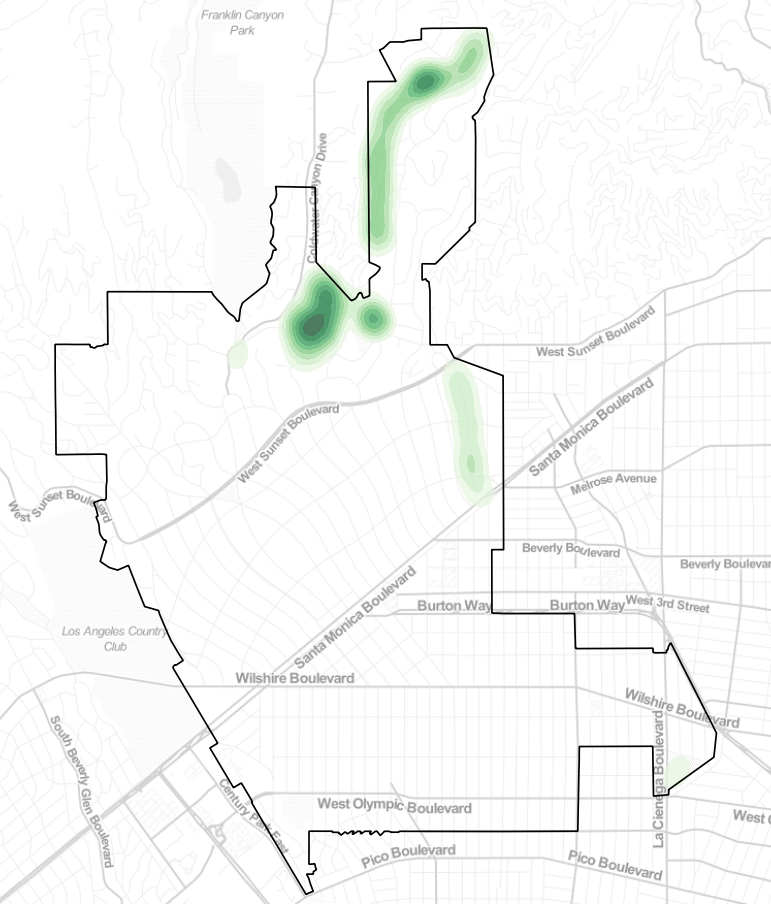 Franklin Canyon
Park
Coldwater Canyon Drive
West Sunset Boulevard
Santa Monica Boulevard
West Sunset Boulevard
Melrose Avenue
West Sunset Boulevard
Beverly Boulevard
Beverly Boulevar
Santa Monica Boulevard
Burton Way
Burton Way
West 3rd Street
Los Angeles Country
Club
Wilshire Boulevard
Wilshire Boulevard
South Beverly Glen Boulevard
La Cienega Boulevard
Century Park East
West Olympic Boulevard
West O
Pico Boulevard
Pico Boulevard